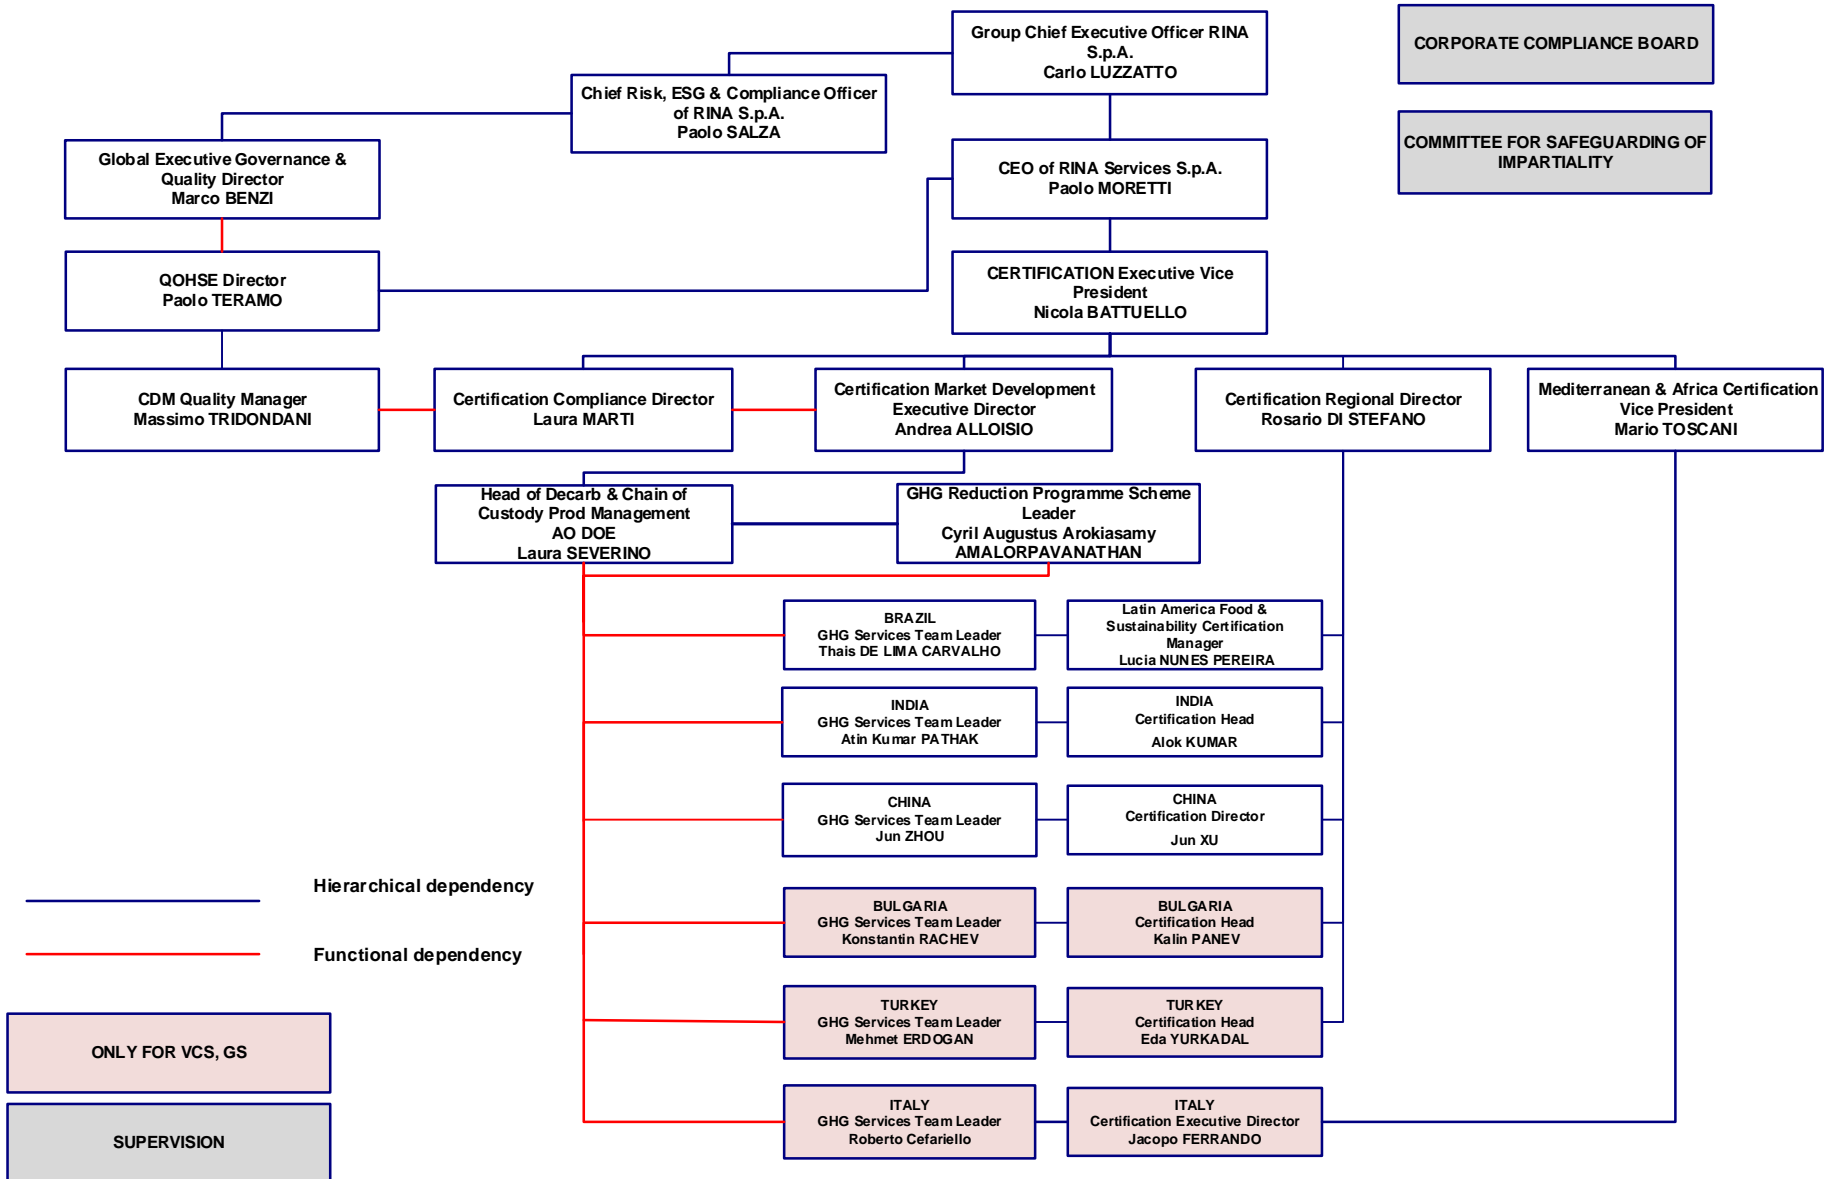 Group Chief Executive Officer RINA
S.p.A.
Carlo LUZZATTO
CORPORATE COMPLIANCE BOARD
Chief Risk, ESG & Compliance Officer
of RINA S.p.A.
Paolo SALZA
COMMITTEE FOR SAFEGUARDING OF
IMPARTIALITY
Global Executive Governance &
Quality Director
Marco BENZI
CEO of RINA Services S.p.A.
Paolo MORETTI
QOHSE Director
Paolo TERAMO
CERTIFICATION Executive Vice
President
Nicola BATTUELLO
CDM Quality Manager
Massimo TRIDONDANI
Certification Compliance Director
Laura MARTI
Certification Market Development
Executive Director
Andrea ALLOISIO
Certification Regional Director
Rosario DI STEFANO
Mediterranean & Africa Certification
Vice President
Mario TOSCANI
Head of Decarb & Chain of
Custody Prod Management
AO DOE
Laura SEVERINO
GHG Reduction Programme Scheme
Leader
Cyril Augustus Arokiasamy
AMALORPAVANATHAN
BRAZIL
GHG Services Team Leader
Thais DE LIMA CARVALHO
Latin America Food &
Sustainability Certification
Manager
Lucia NUNES PEREIRA
INDIA
GHG Services Team Leader
Atin Kumar PATHAK
INDIA
Certification Head
Alok KUMAR
CHINA
GHG Services Team Leader
Jun ZHOU
CHINA
Certification Director
Jun XU
Hierarchical dependency
BULGARIA
GHG Services Team Leader
Konstantin RACHEV
BULGARIA
Certification Head
Kalin PANEV
Functional dependency
TURKEY
GHG Services Team Leader
Mehmet ERDOGAN
TURKEY
Certification Head
Eda YURKADAL
ONLY FOR VCS, GS
ITALY
GHG Services Team Leader
Roberto Cefariello
ITALY
Certification Executive Director
Jacopo FERRANDO
SUPERVISION